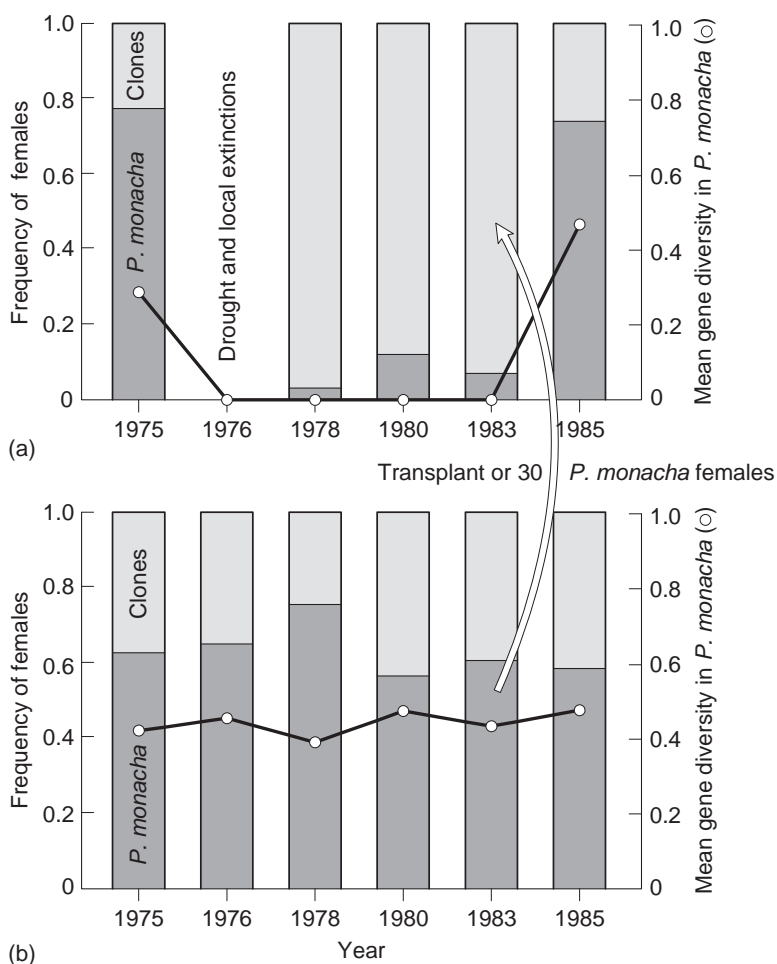 1.0
0.8
0.6
0.4
0.2
0
Frequency of females
Clones
P. monacha
Drought and local extinctions
1.0
0.8
0.6
0.4
0.2
0
Mean gene diversity in P. monacha (○)
1975 1976 1978 1980 1983 1985
(a)
Transplant or 30 P. monacha females
1.0
0.8
0.6
0.4
0.2
0
Frequency of females
Clones
P. monacha
1.0
0.8
0.6
0.4
0.2
0
Mean gene diversity in P. monacha (○)
1975 1976 1978 1980 1983 1985
(b)
Year